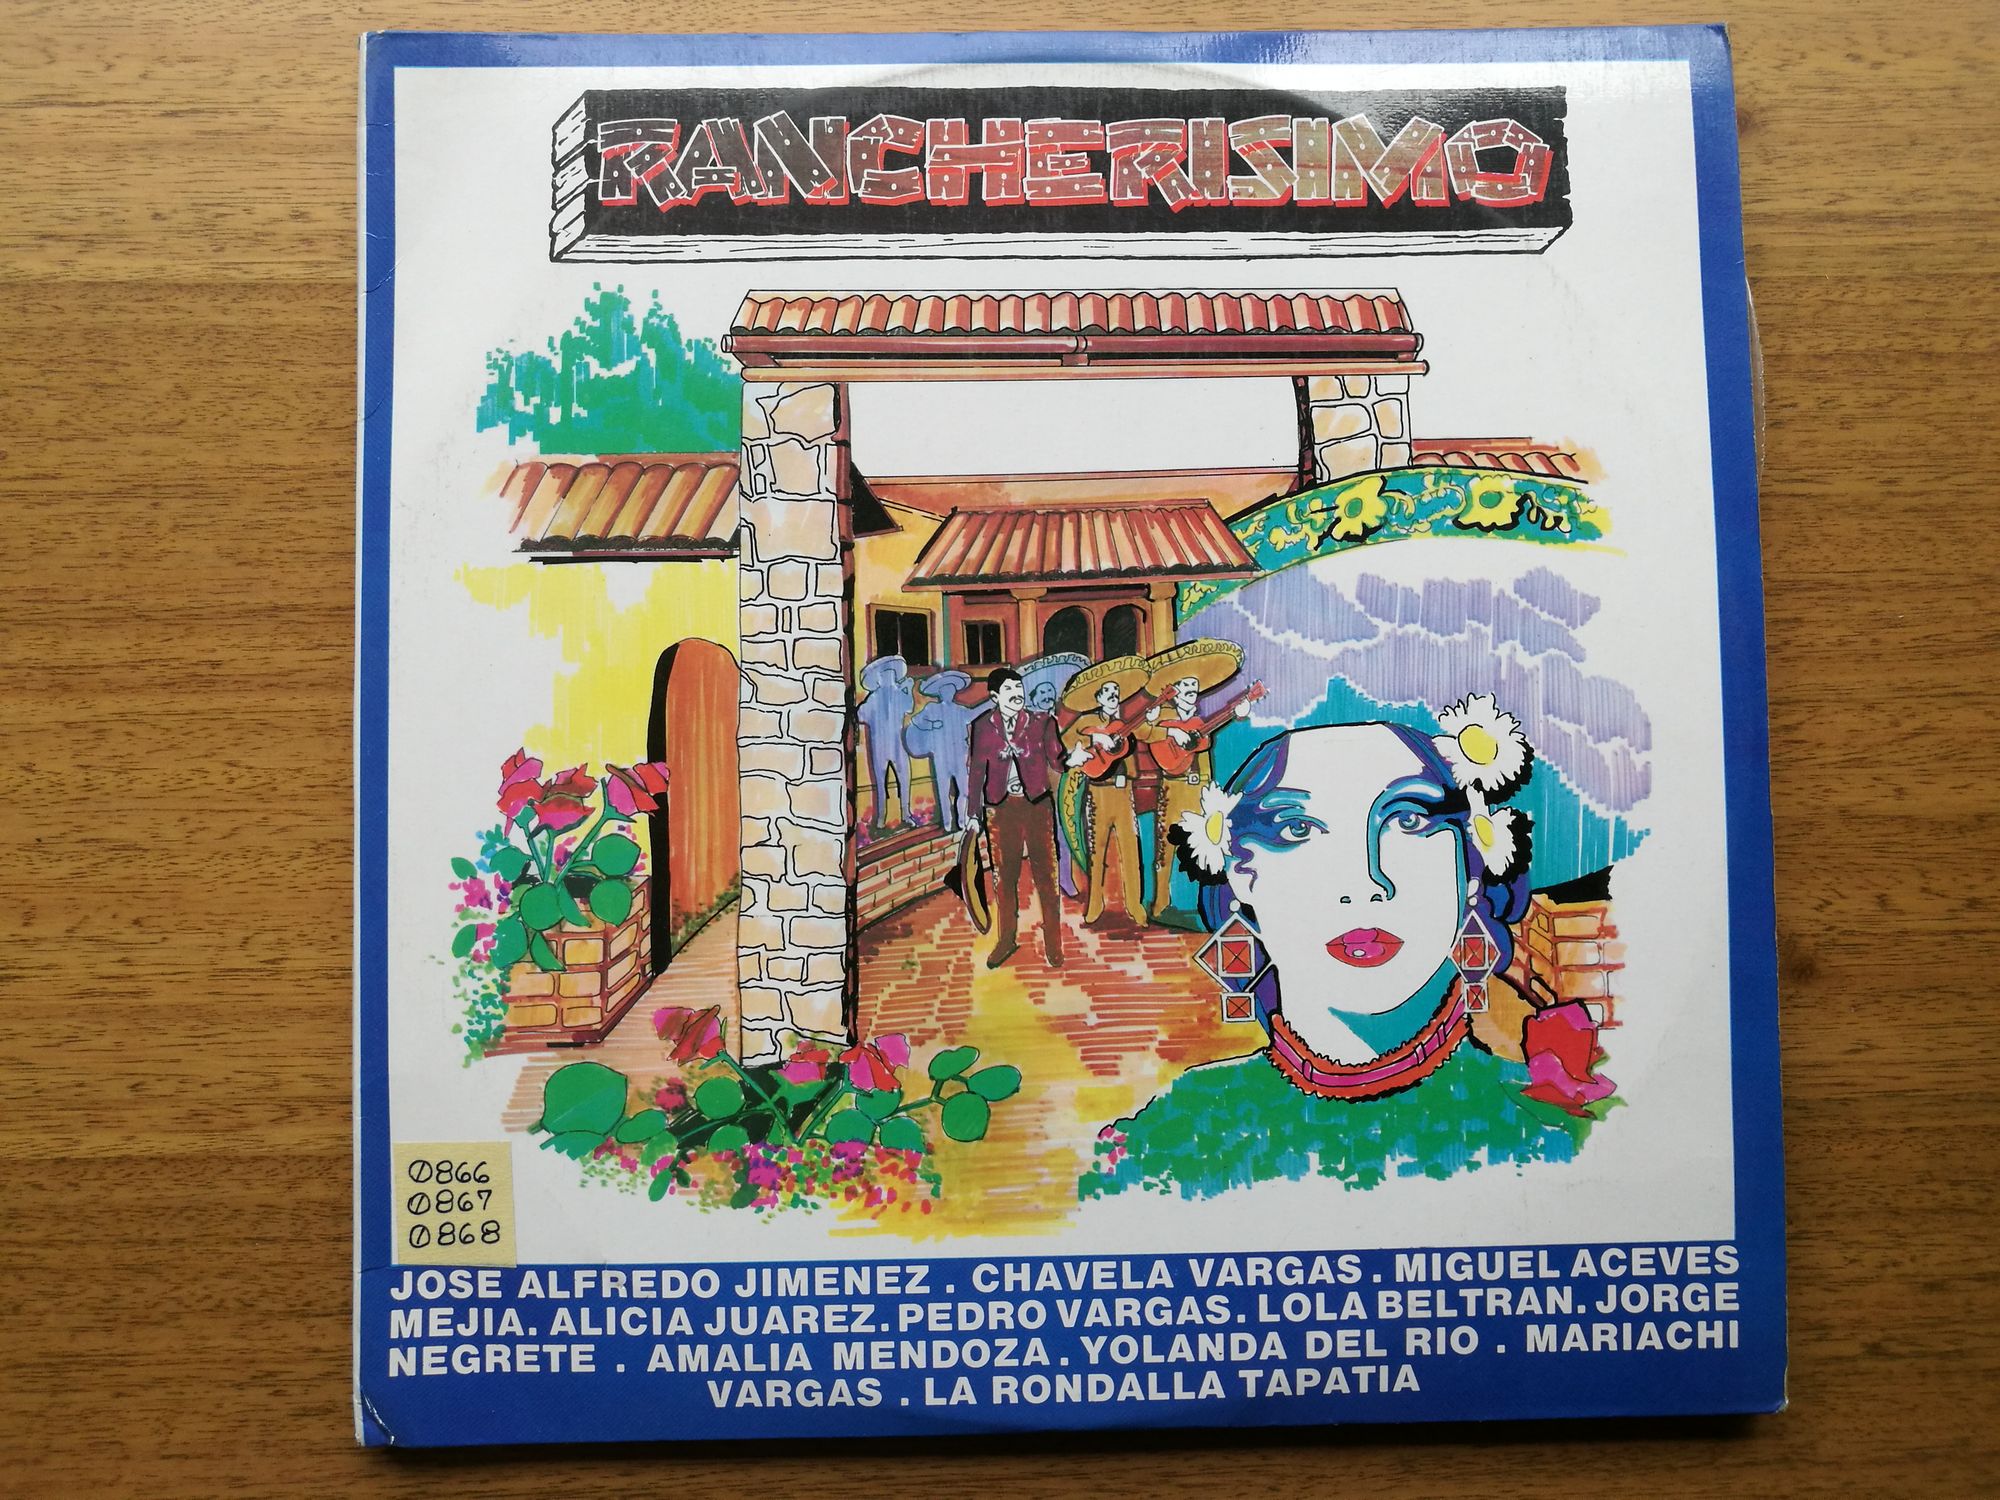 RANCHERISIMO
0866
0867
0868
JOSE ALFREDO JIMENEZ . CHAVELA VARGAS . MIGUEL ACEVES
MEJIA. ALICIA JUAREZ. PEDRO VARGAS. LOLA BELTRAN. JORGE
NEGRETE . AMALIA MENDOZA . YOLANDA DEL RIO . MARIACHI
VARGAS . LA RONDALLA TAPATIA